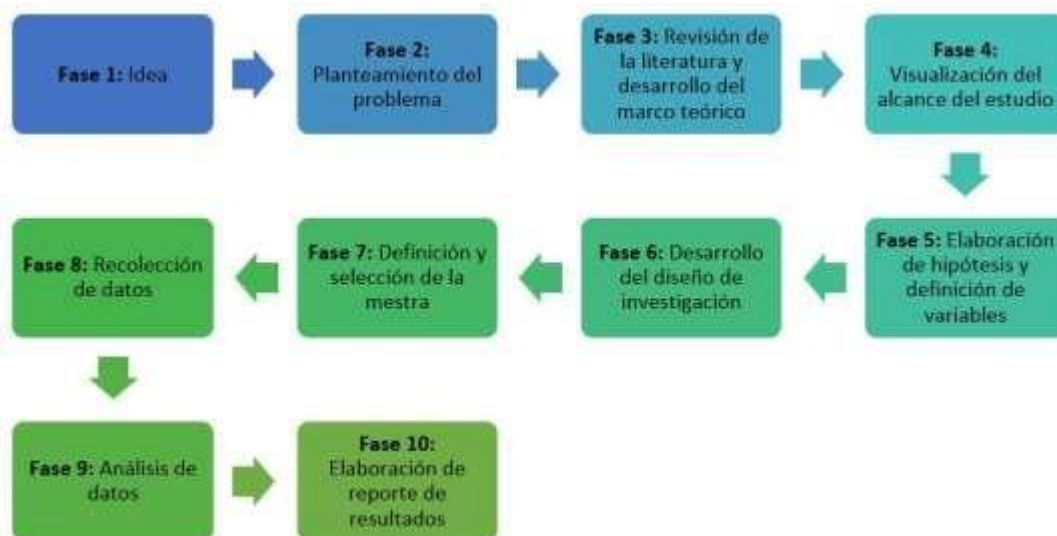 Fase 1: Idea
Fase 2:
Planteamiento del
problema
Fase 3: Revisión de
la literatura y
desarrollo del
marco teórico
Fase 4:
Visualización del
alcance del estudio
Fase 5: Elaboración
de hipótesis y
definición de
variables
Fase 6: Desarrollo
del diseño de
investigación
Fase 7: Definición y
selección de la
mestra
Fase 8: Recolección
de datos
Fase 9: Análisis de
datos
Fase 10:
Elaboración de
reporte de
resultados